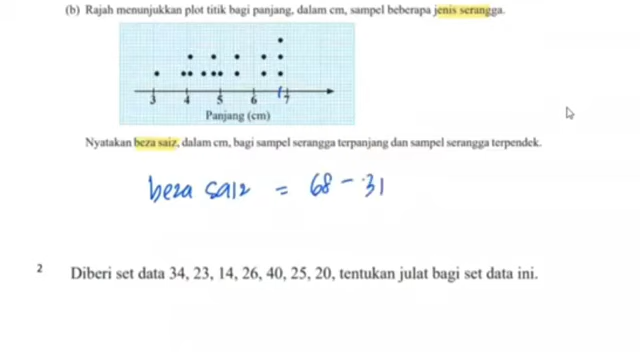 (b) Rajah menunjukkan plot titik bagi panjang, dalam cm, sampel beberapa jenis serangga.
3 4 5 6 7
Panjang (cm)
Nyatakan beza saiz, dalam cm, bagi sampel serangga terpanjang dan sampel serangga terpendek.
beza saiz = 68 - 31
2 Diberi set data 34, 23, 14, 26, 40, 25, 20, tentukan julat bagi set data ini.